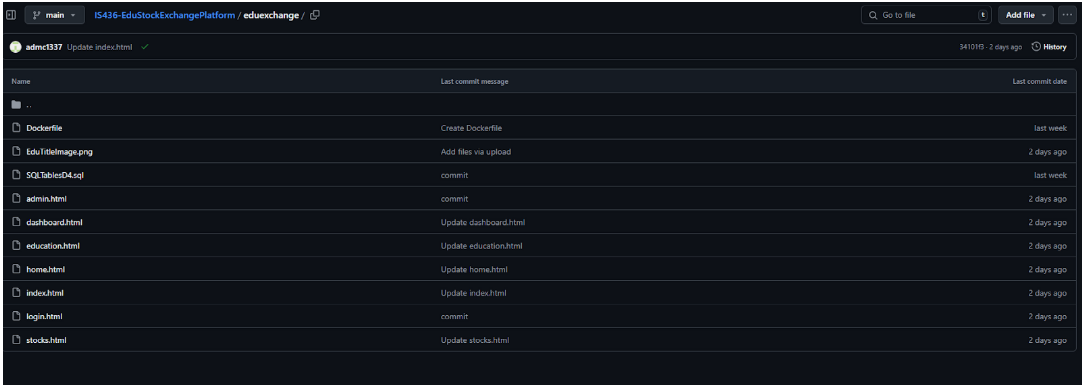 main IS436-EduStockExchangePlatform / eduexchange / Go to file t Add file
admc1337 Update index.html 34101f3 · 2 days ago History
Name Last commit message Last commit date
..
Dockerfile Create Dockerfile last week
EduTitleImage.png Add files via upload 2 days ago
SQLTablesD4.sql commit last week
admin.html commit 2 days ago
dashboard.html Update dashboard.html 2 days ago
education.html Update education.html 2 days ago
home.html Update home.html 2 days ago
index.html Update index.html 2 days ago
login.html commit 2 days ago
stocks.html Update stocks.html 2 days ago